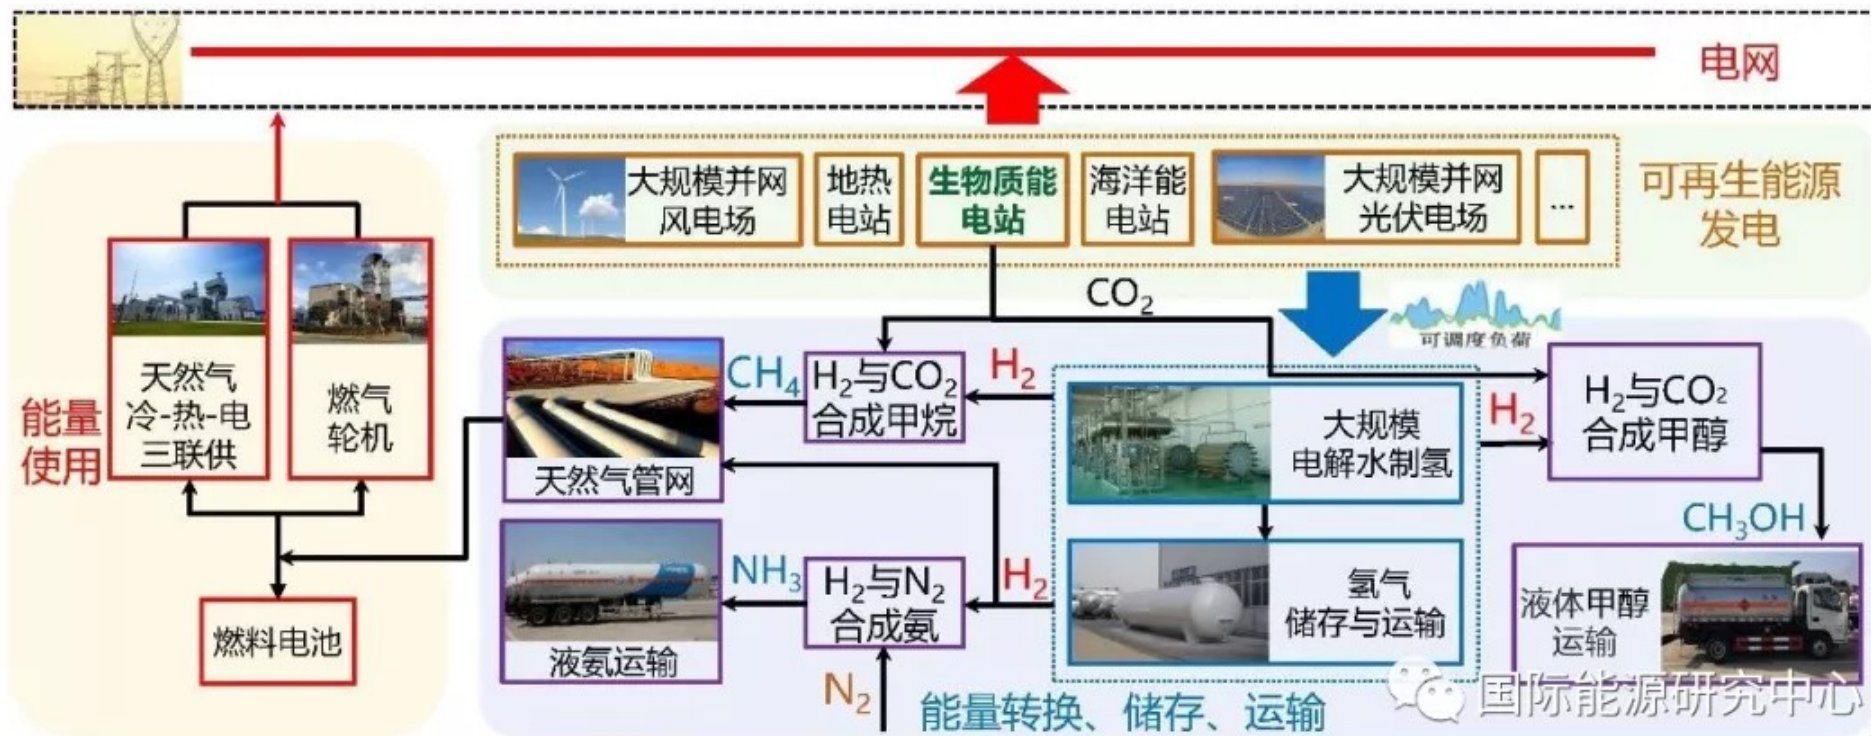 电网
大规模并网
风电场
地热
电站
生物质能
电站
海洋能
电站
大规模并网
光伏电场
...
可再生能源
发电
CO₂
可调度负荷
能量
使用
天然气
冷-热-电
三联供
燃气
轮机
燃料电池
天然气管网
CH₄
H₂与CO₂
合成甲烷
H₂
大规模
电解水制氢
H₂
H₂与CO₂
合成甲醇
CH₃OH
液氨运输
NH₃
H₂与N₂
合成氨
H₂
氢气
储存与运输
液体甲醇
运输
N₂
能量转换、储存、运输
国际能源研究中心